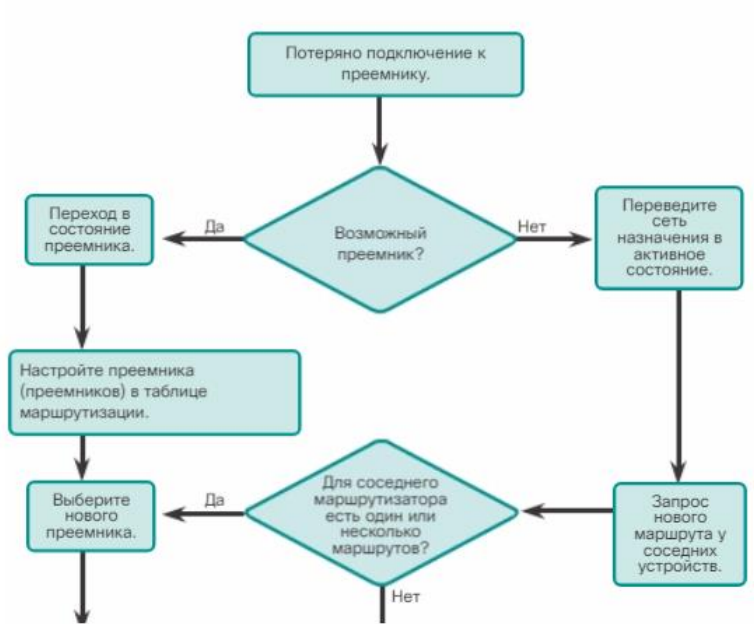 Потеряно подключение к
преемнику.
Возможный
преемник?
Да
Нет
Переход в
состояние
преемника.
Переведите
сеть
назначения в
активное
состояние.
Настройте преемника
(преемников) в таблице
маршрутизации.
Выберите
нового
преемника.
Да
Для соседнего
маршрутизатора
есть один или
несколько
маршрутов?
Запрос
нового
маршрута у
соседних
устройств.
Нет